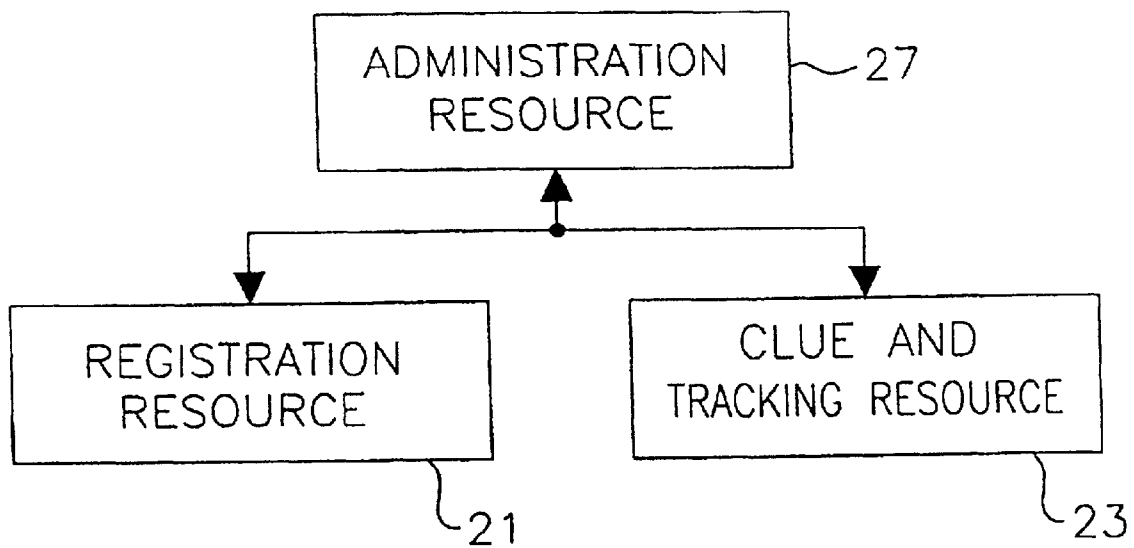 ADMINISTRATION
RESOURCE
27
REGISTRATION
RESOURCE
21
CLUE AND
TRACKING RESOURCE
23